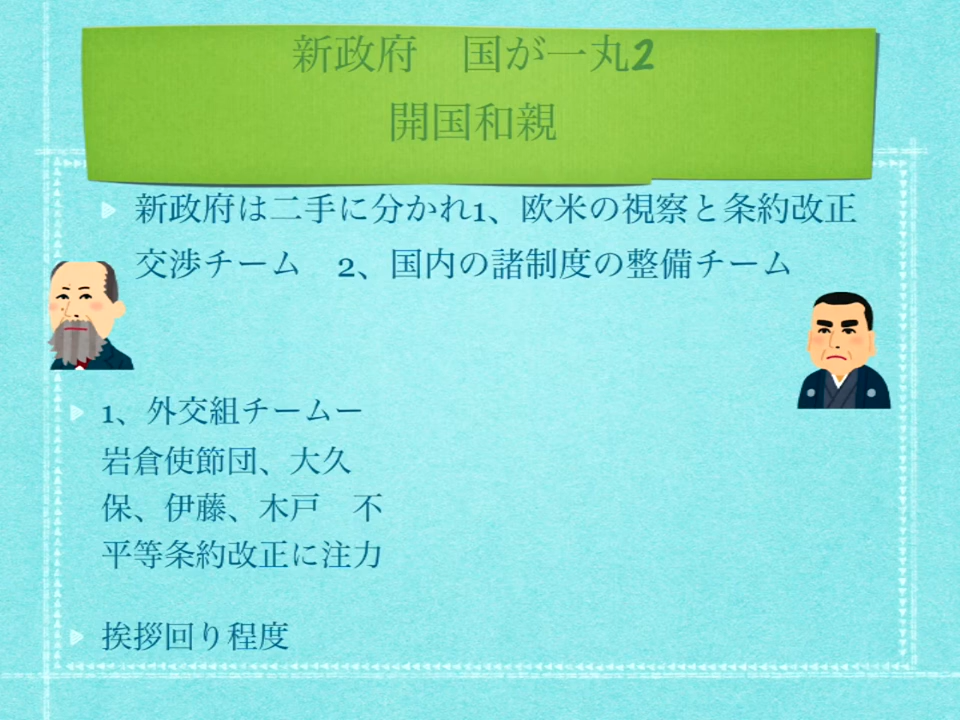 新政府　国が一丸2
開国和親
新政府は二手に分かれ1、欧米の視察と条約改正
交渉チーム　2、国内の諸制度の整備チーム
1、外交組チームー
岩倉使節団、大久
保、伊藤、木戸　不
平等条約改正に注力
挨拶回り程度